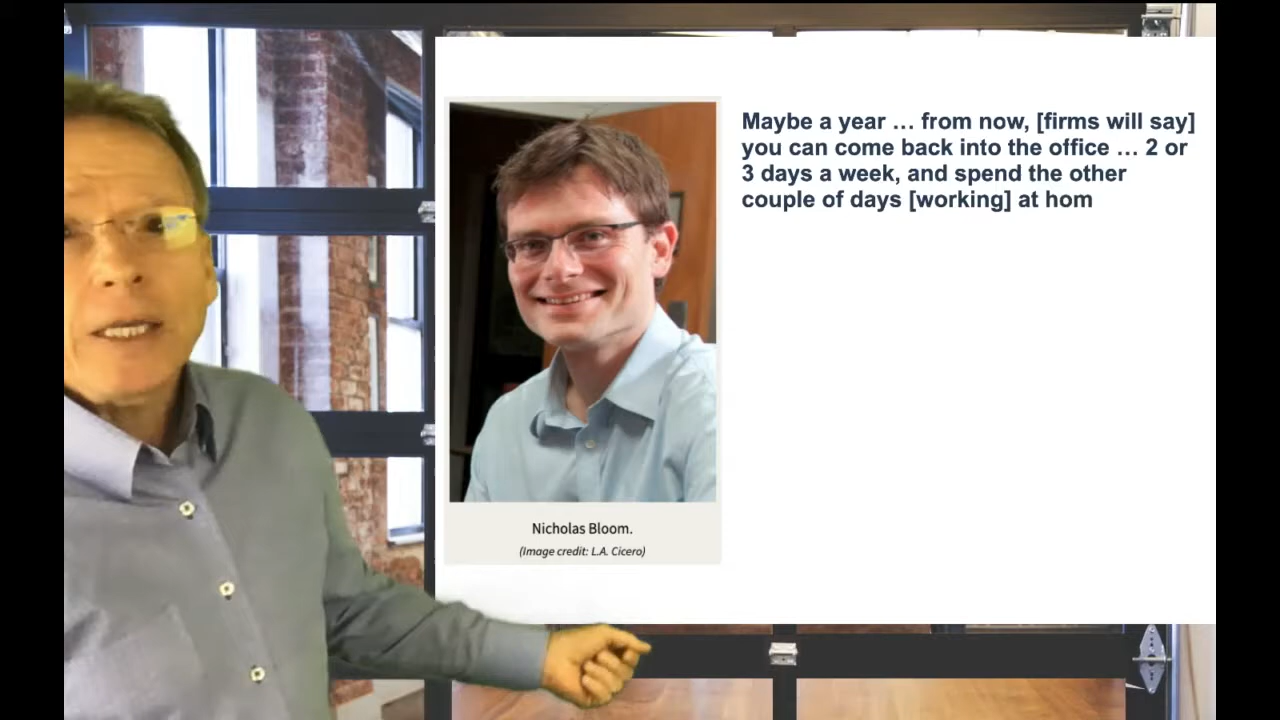 Maybe a year … from now, [firms will say]
you can come back into the office … 2 or
3 days a week, and spend the other
couple of days [working] at hom
Nicholas Bloom.
(Image credit: L.A. Cicero)